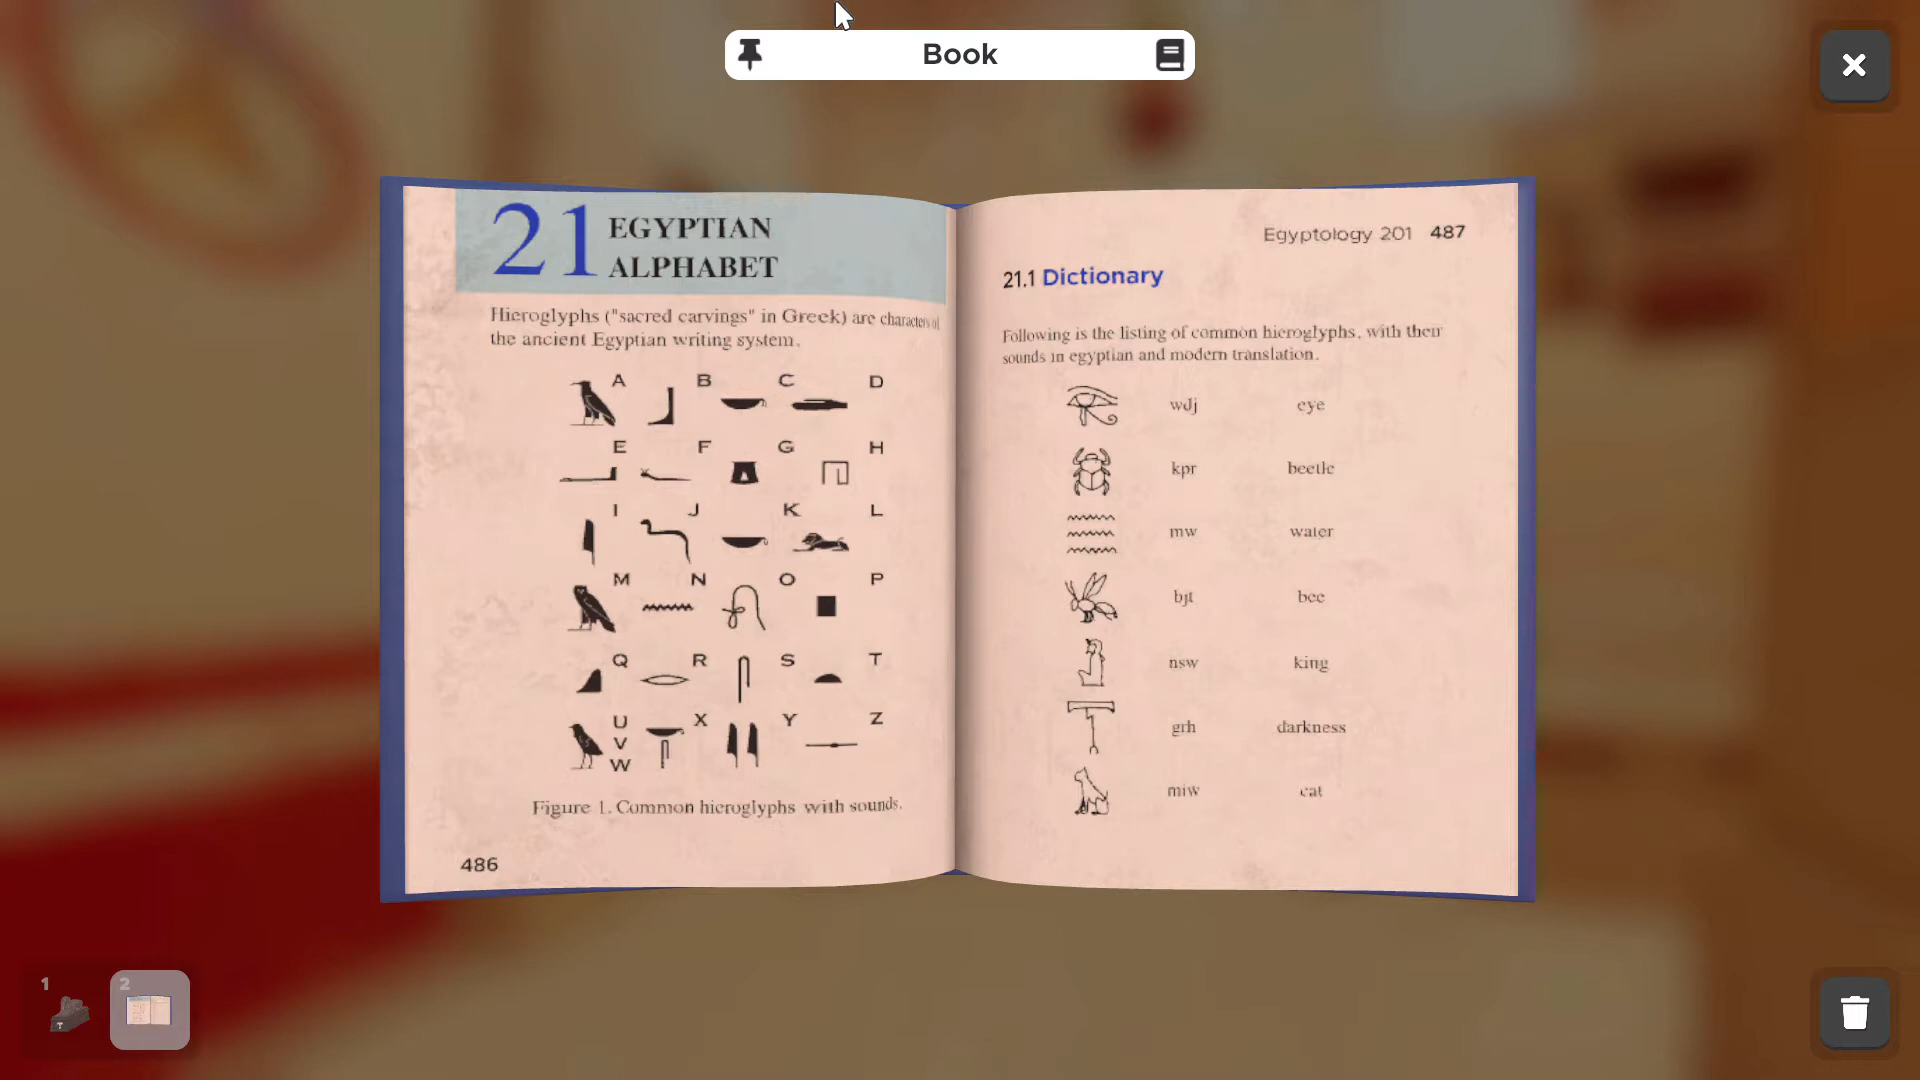 Book
21 EGYPTIAN
ALPHABET
Hieroglyphs ("sacred carvings" in Greek) are characters of
the ancient Egyptian writing system.
A B C D
E F G H
I J K L
M N O P
Q R S T
U X Y Z
V
W
Figure 1. Common hieroglyphs with sounds.
486
Egyptology 201 487
21.1 Dictionary
Following is the listing of common hieroglyphs, with their
sounds in egyptian and modern translation.
wdj eye
kpr beetle
mw water
bjt bee
nsw king
grh darkness
miw cat
1 2